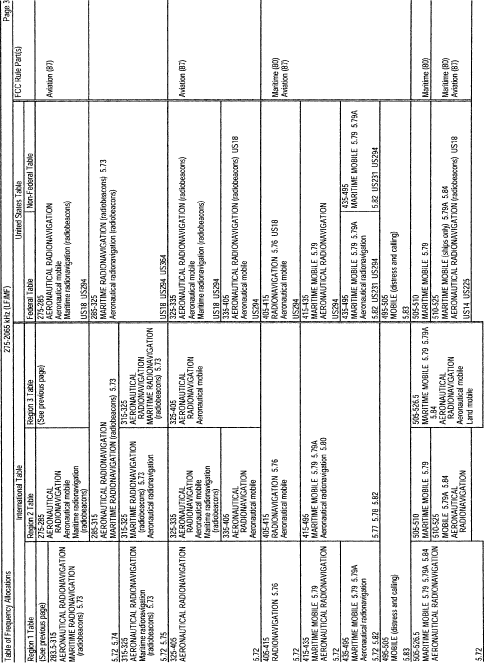 Table of Frequency Allocations
275-2066 kHz (LF/MF)
Page 3
International Table
United States Table
FCC Rule Part(s)
Region 1 Table
Region 2 Table
Region 3 Table
Federal Table
Non-Federal Table
(See previous page)
283.5-315
AERONAUTICAL RADIONAVIGATION
MARITIME RADIONAVIGATION
(radiobeacons) 5.73
5.72 5.74
315-325
AERONAUTICAL RADIONAVIGATION
Maritime radionavigation
(radiobeacons) 5.73
5.72 5.75
325-405
AERONAUTICAL RADIONAVIGATION
5.72
405-415
RADIONAVIGATION 5.76
5.72
415-435
MARITIME MOBILE 5.79
AERONAUTICAL RADIONAVIGATION
5.72
435-495
MARITIME MOBILE 5.79 5.79A
Aeronautical radionavigation
5.72 5.82
495-505
MOBILE (distress and calling)
5.83
505-526.5
MARITIME MOBILE 5.79 5.79A 5.84
AERONAUTICAL RADIONAVIGATION
5.72
275-285
AERONAUTICAL
RADIONAVIGATION
Aeronautical mobile
Maritime radionavigation
(radiobeacons)
285-315
AERONAUTICAL RADIONAVIGATION
MARITIME RADIONAVIGATION (radiobeacons) 5.73
315-325
MARITIME RADIONAVIGATION
(radiobeacons) 5.73
Aeronautical radionavigation
325-335
AERONAUTICAL
RADIONAVIGATION
Aeronautical mobile
Maritime radionavigation
(radiobeacons)
335-405
AERONAUTICAL
RADIONAVIGATION
Aeronautical mobile
405-415
RADIONAVIGATION 5.76
Aeronautical mobile
415-495
MARITIME MOBILE 5.79 5.79A
Aeronautical radionavigation 5.80
5.77 5.78 5.82
505-510
MARITIME MOBILE 5.79
510-525
MOBILE 5.79A 5.84
AERONAUTICAL
RADIONAVIGATION
(See previous page)
315-325
AERONAUTICAL
RADIONAVIGATION
MARITIME RADIONAVIGATION
(radiobeacons) 5.73
325-405
AERONAUTICAL
RADIONAVIGATION
Aeronautical mobile
505-526.5
MARITIME MOBILE 5.79 5.79A
5.84
AERONAUTICAL
RADIONAVIGATION
Aeronautical mobile
Land mobile
275-285
AERONAUTICAL RADIONAVIGATION
Aeronautical mobile
Maritime radionavigation (radiobeacons)
US18 US294
285-325
MARITIME RADIONAVIGATION (radiobeacons) 5.73
Aeronautical radionavigation (radiobeacons)
US18 US294 US364
325-335
AERONAUTICAL RADIONAVIGATION (radiobeacons)
Aeronautical mobile
Maritime radionavigation (radiobeacons)
US18 US294
335-405
AERONAUTICAL RADIONAVIGATION (radiobeacons) US18
Aeronautical mobile
US294
405-415
RADIONAVIGATION 5.76 US18
Aeronautical mobile
US294
415-435
MARITIME MOBILE 5.79
AERONAUTICAL RADIONAVIGATION
US294
435-495
MARITIME MOBILE 5.79 5.79A
Aeronautical radionavigation
5.82 US231 US294
435-495
MARITIME MOBILE 5.79 5.79A
5.82 US231 US294
495-505
MOBILE (distress and calling)
5.83
505-510
MARITIME MOBILE 5.79
510-525
MARITIME MOBILE (ships only) 5.79A 5.84
AERONAUTICAL RADIONAVIGATION (radiobeacons) US18
US14 US225
Aviation (87)
Aviation (87)
Maritime (80)
Aviation (87)
Maritime (80)
Maritime (80)
Aviation (87)